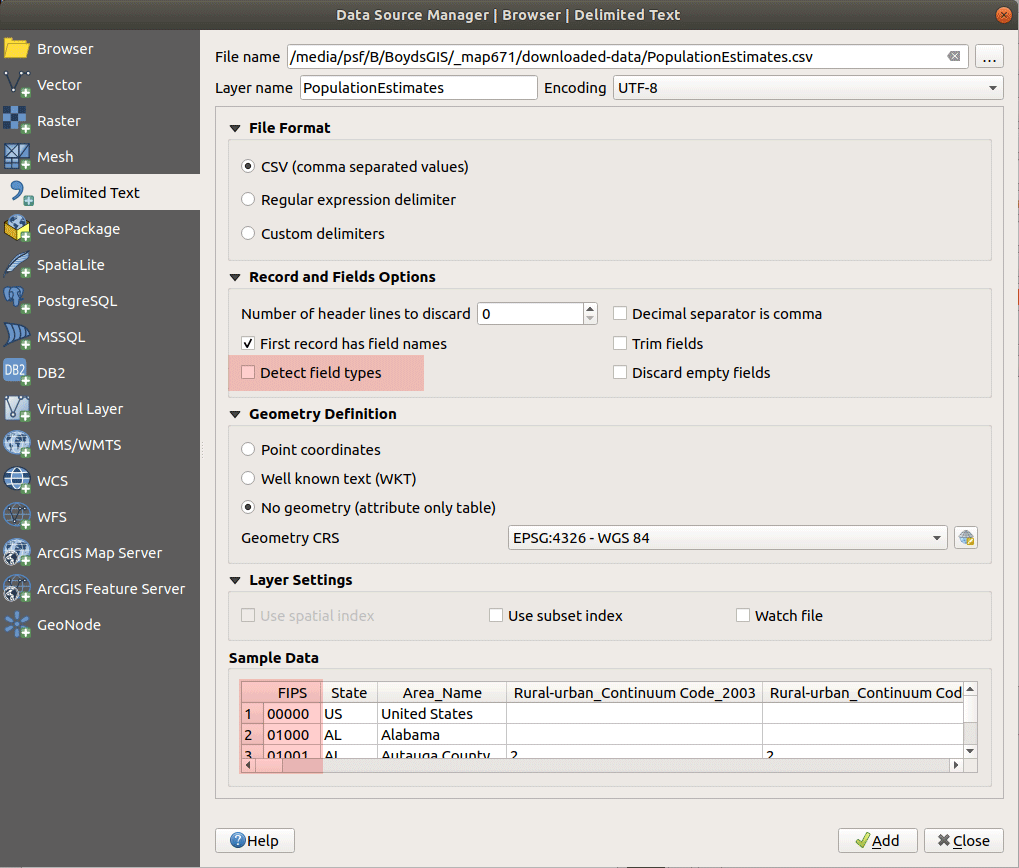 Data Source Manager | Browser | Delimited Text
Browser
Vector
Raster
Mesh
Delimited Text
GeoPackage
SpatiaLite
PostgreSQL
MSSQL
DB2
DB2
Virtual Layer
WMS/WMTS
WCS
WFS
ArcGIS Map Server
ArcGIS Feature Server
GeoNode
File name /media/psf/B/BoydsGIS/_map671/downloaded-data/PopulationEstimates.csv ...
Layer name PopulationEstimates Encoding UTF-8
File Format
CSV (comma separated values)
Regular expression delimiter
Custom delimiters
Record and Fields Options
Number of header lines to discard 0 Decimal separator is comma
First record has field names Trim fields
Detect field types Discard empty fields
Geometry Definition
Point coordinates
Well known text (WKT)
No geometry (attribute only table)
Geometry CRS EPSG:4326 - WGS 84
Layer Settings
Use spatial index Use subset index Watch file
Sample Data
FIPS State Area_Name Rural-urban_Continuum Code_2003 Rural-urban_Continuum Cod
1 00000 US United States
2 01000 AL Alabama
3 01001 AL Autauga County 2 2
Help Add Close